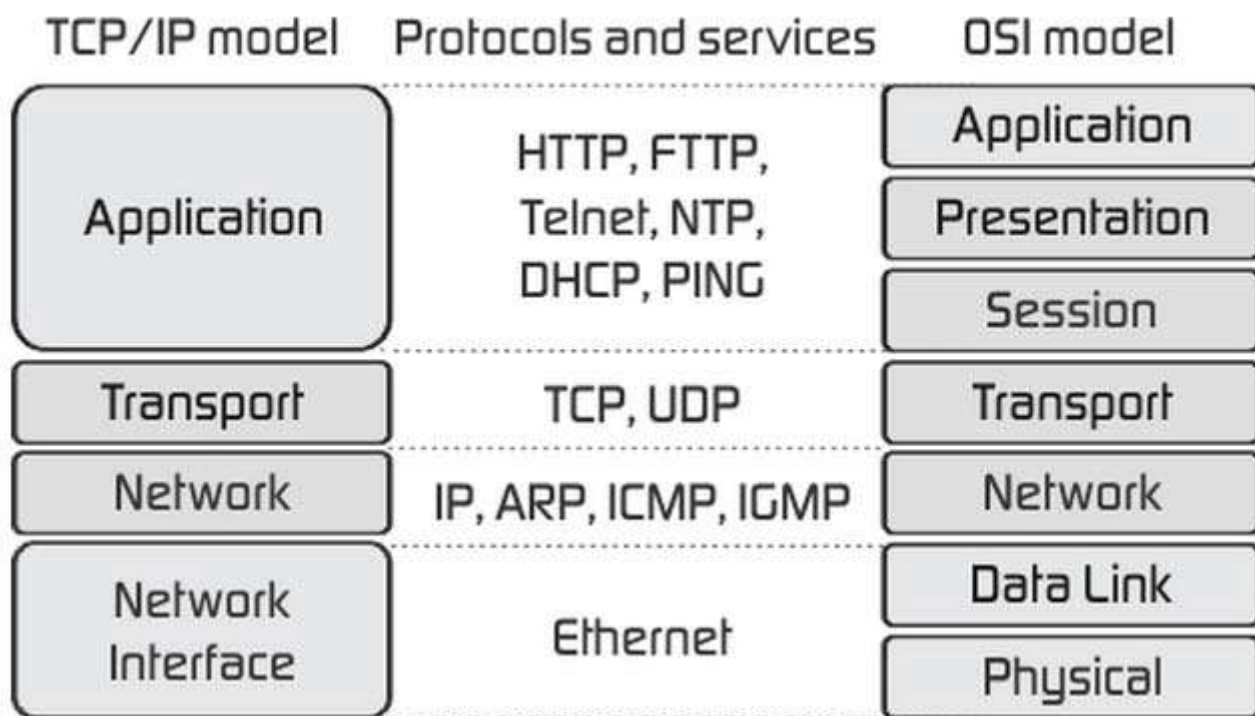 TCP/IP model
Protocols and services
OSI model
Application
HTTP, FTTP,
Telnet, NTP,
DHCP, PING
Application
Presentation
Session
Transport
TCP, UDP
Transport
Network
IP, ARP, ICMP, IGMP
Network
Network
Interface
Ethernet
Data Link
Physical